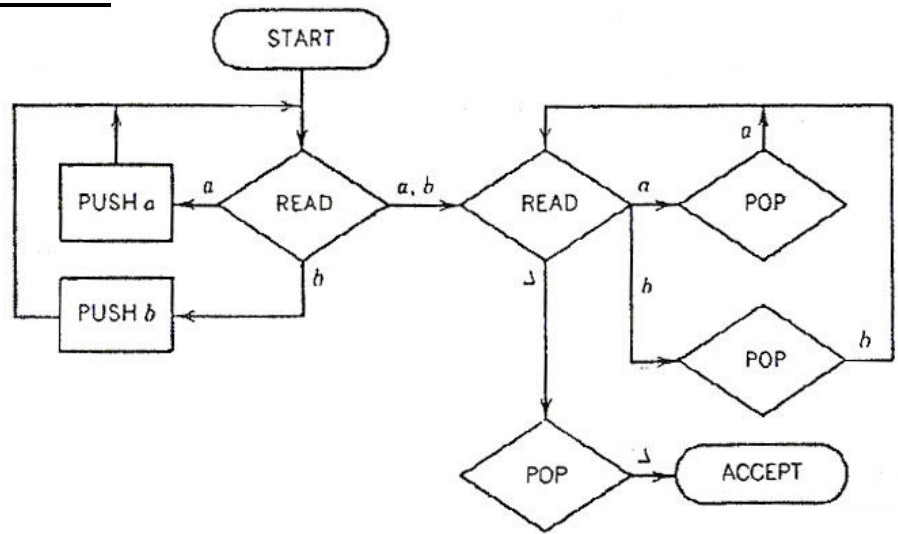 START
a
PUSH a
a
READ
a, b
READ
a
POP
b
Δ
b
PUSH b
b
POP
Δ
POP
ACCEPT